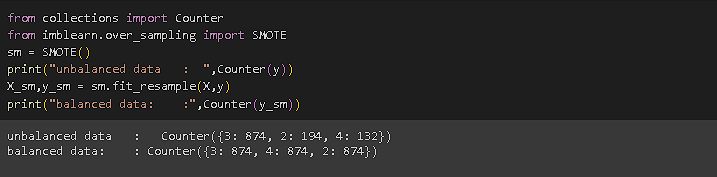 from collections import Counter
from imblearn.over_sampling import SMOTE
sm = SMOTE()
print("unbalanced data   :  ",Counter(y))
X_sm,y_sm = sm.fit_resample(X,y)
print("balanced data:    :",Counter(y_sm))
unbalanced data   :   Counter({3: 874, 2: 194, 4: 132})
balanced data:    : Counter({3: 874, 4: 874, 2: 874})